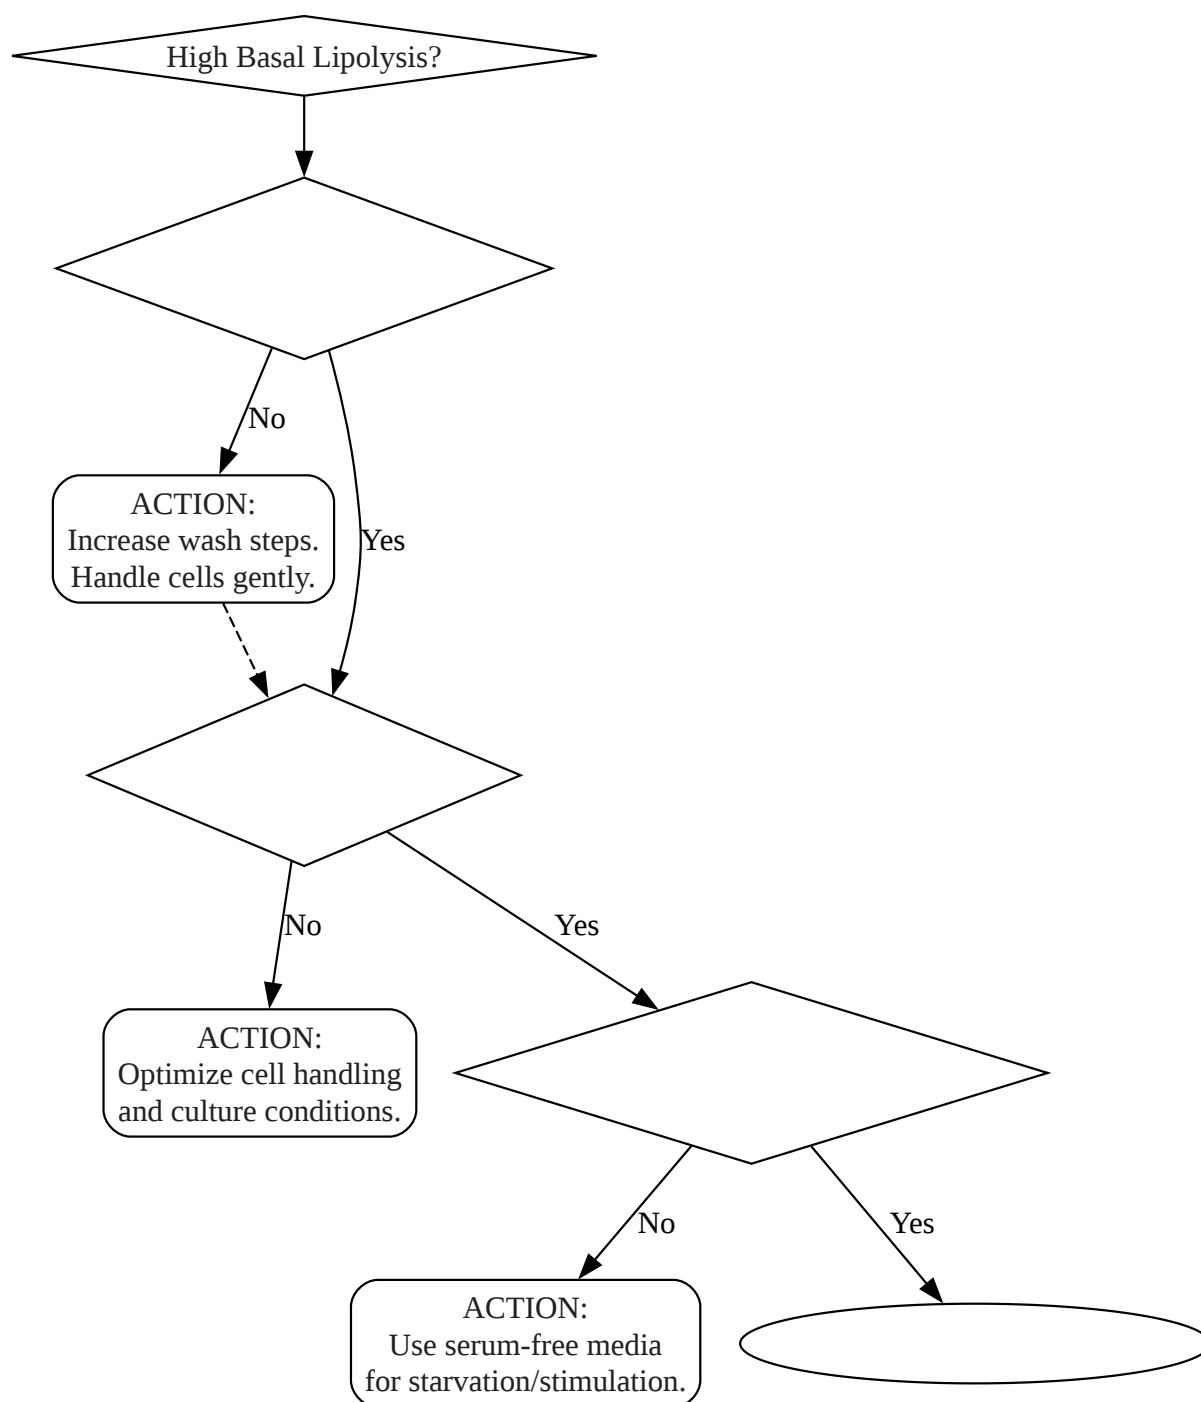 High Basal Lipolysis?
No
ACTION:
Increase wash steps.
Handle cells gently.
Yes
No
Yes
ACTION:
Optimize cell handling
and culture conditions.
No
Yes
ACTION:
Use serum-free media
for starvation/stimulation.